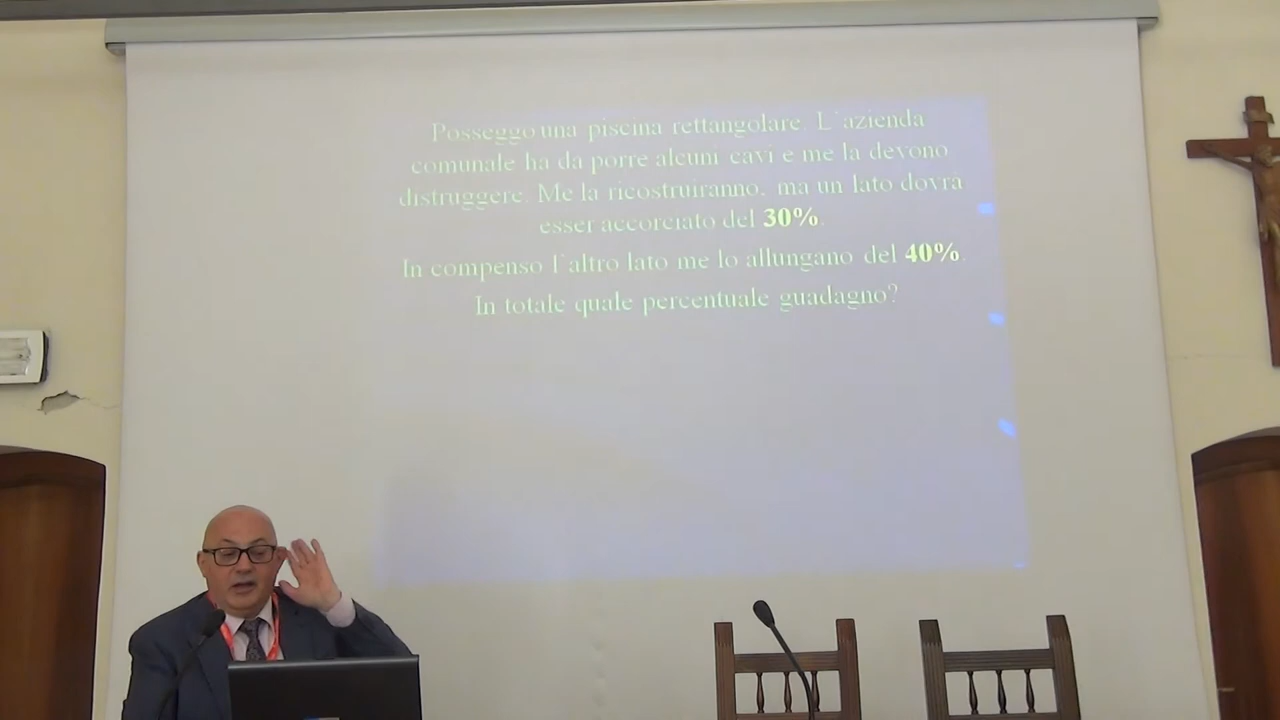 Posseggo una piscina rettangolare. L'azienda
comunale ha da porre alcuni cavi e me la devono
distruggere. Me la ricostruiranno, ma un lato dovrà
esser accorciato del 30%.
In compenso l'altro lato me lo allungano del 40%.
In totale quale percentuale guadagno?